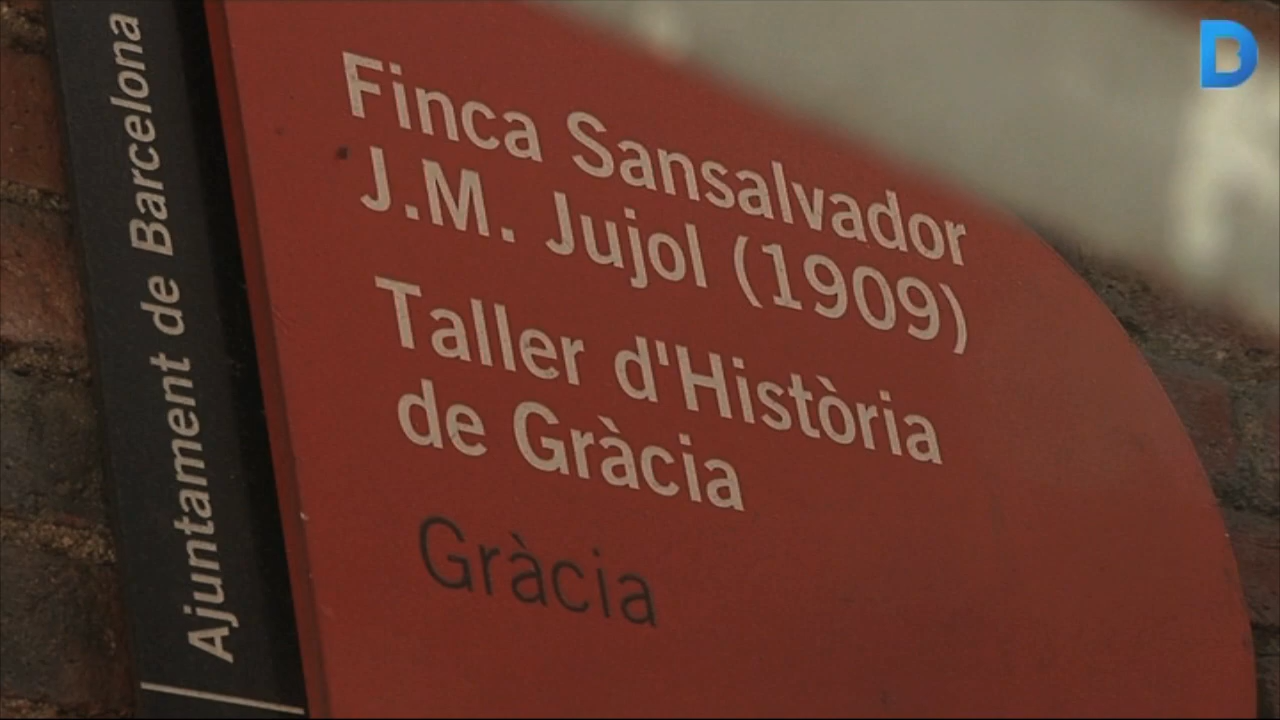 Ajuntament de Barcelona
Finca Sansalvador
J.M. Jujol (1909)
Taller d'Història
de Gràcia
Gràcia